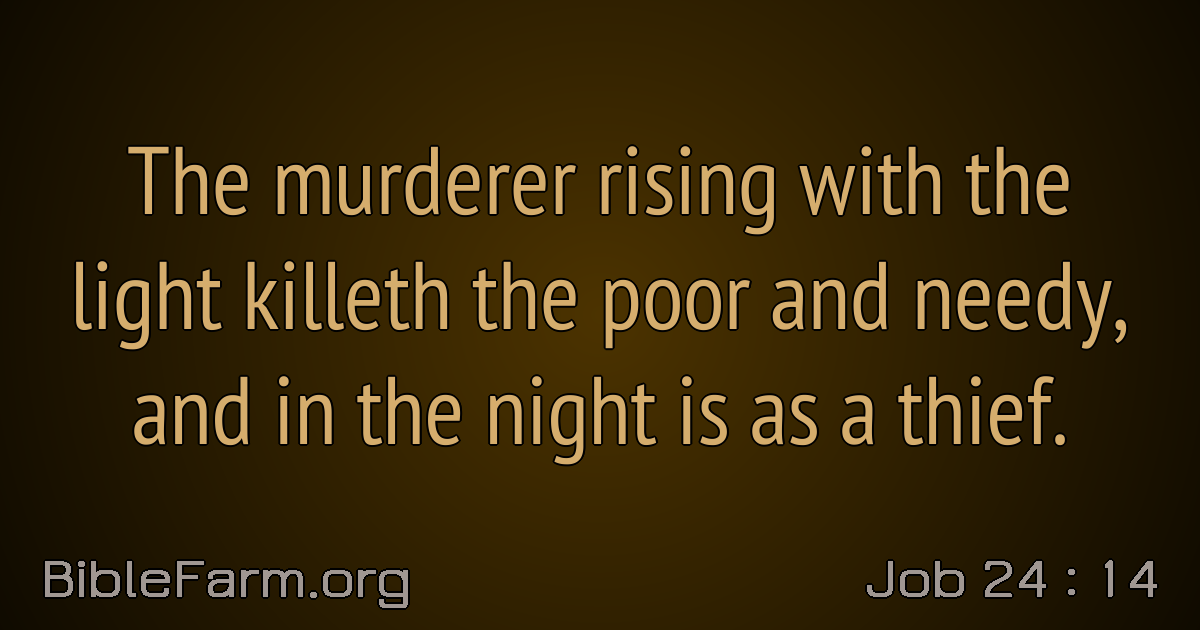 The murderer rising with the
light killeth the poor and needy,
and in the night is as a thief.
BibleFarm.org
Job 24 : 14